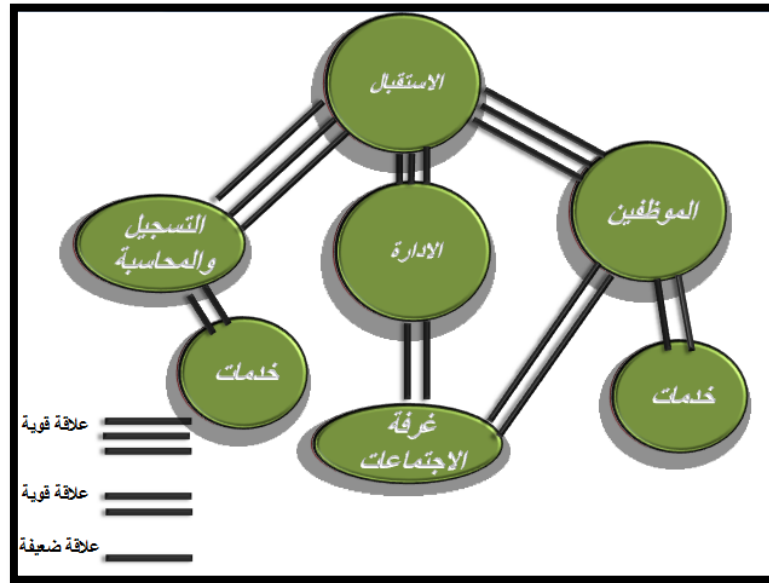 الاستقبال
الموظفين
التسجيل
والمحاسبة
الادارة
خدمات
خدمات
غرفة
الاجتماعات
علاقة قوية
علاقة قوية
علاقة ضعيفة